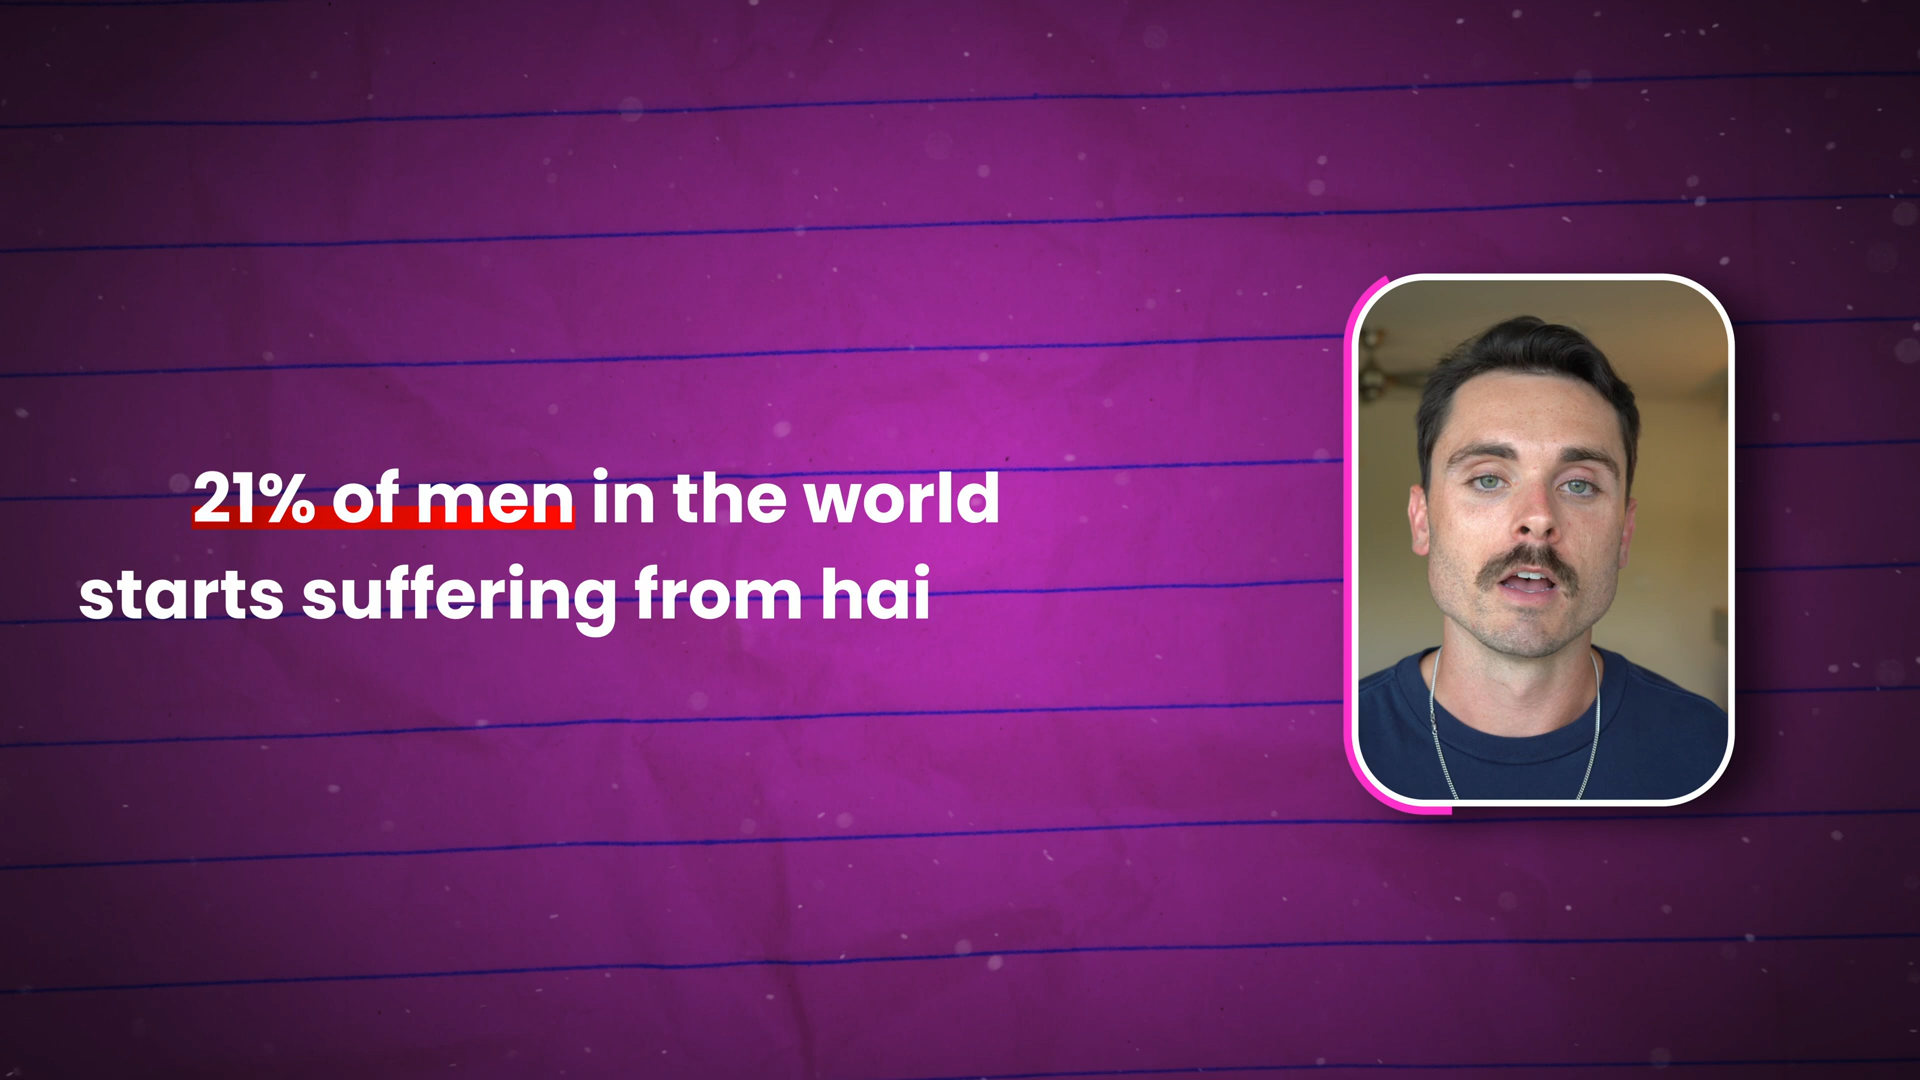 21% of men in the world
starts suffering from hai